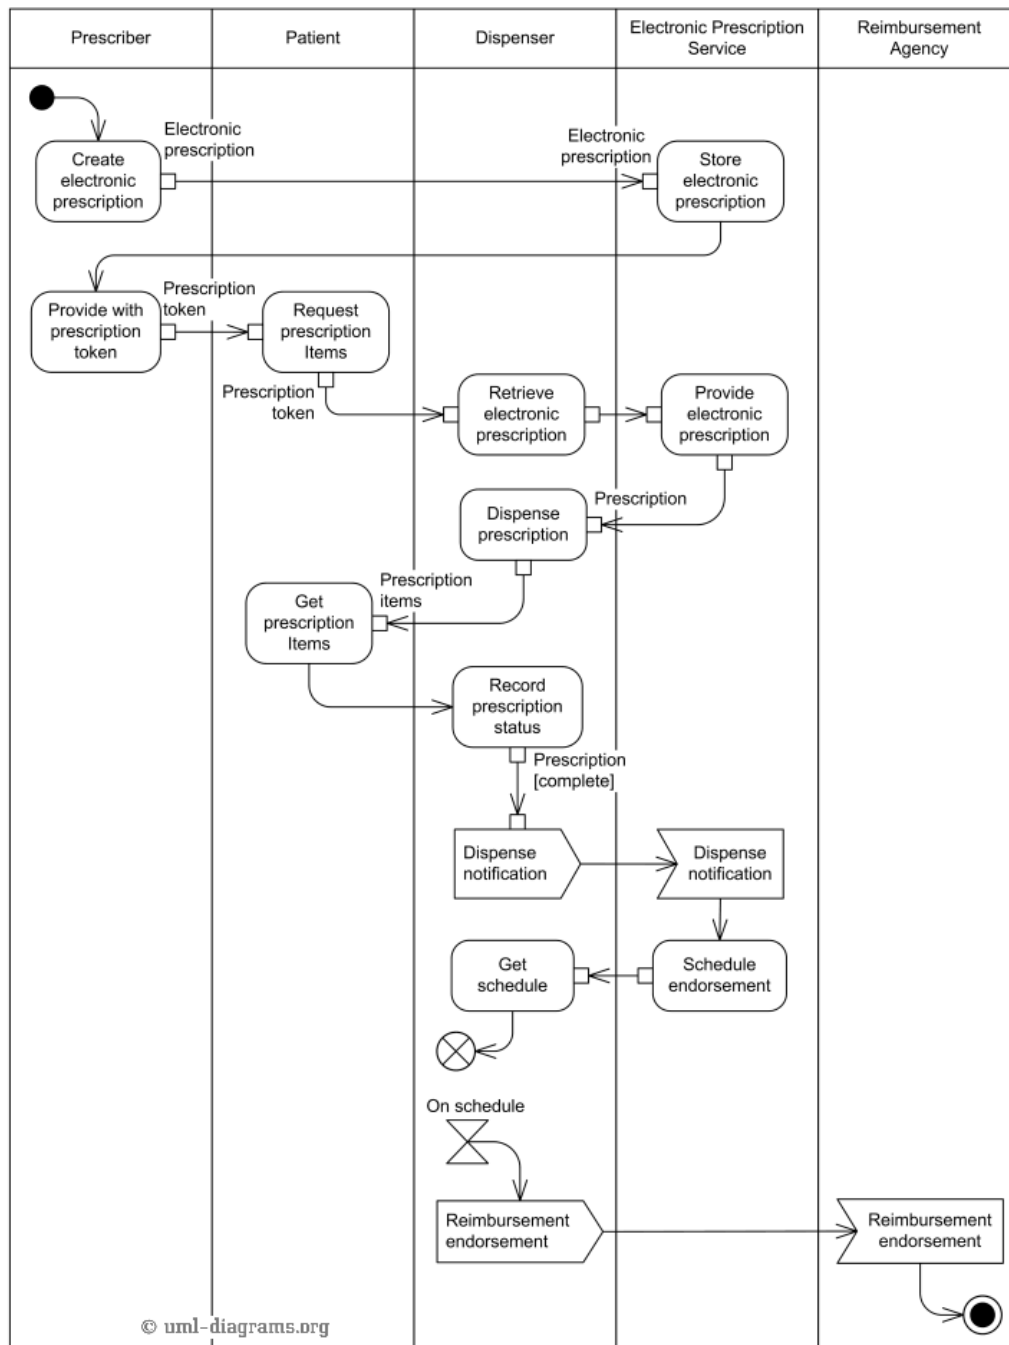 Prescriber
Patient
Dispenser
Electronic Prescription
Service
Reimbursement
Agency
Create
electronic
prescription
Electronic
prescription
Electronic
prescription
Store
electronic
prescription
Provide with
prescription
token
Prescription
token
Request
prescription
Items
Prescription
token
Retrieve
electronic
prescription
Provide
electronic
prescription
Dispense
prescription
Prescription
Get
prescription
Items
Prescription
items
Record
prescription
status
Prescription
[complete]
Dispense
notification
Dispense
notification
Get
schedule
Schedule
endorsement
On schedule
Reimbursement
endorsement
Reimbursement
endorsement
© uml-diagrams.org